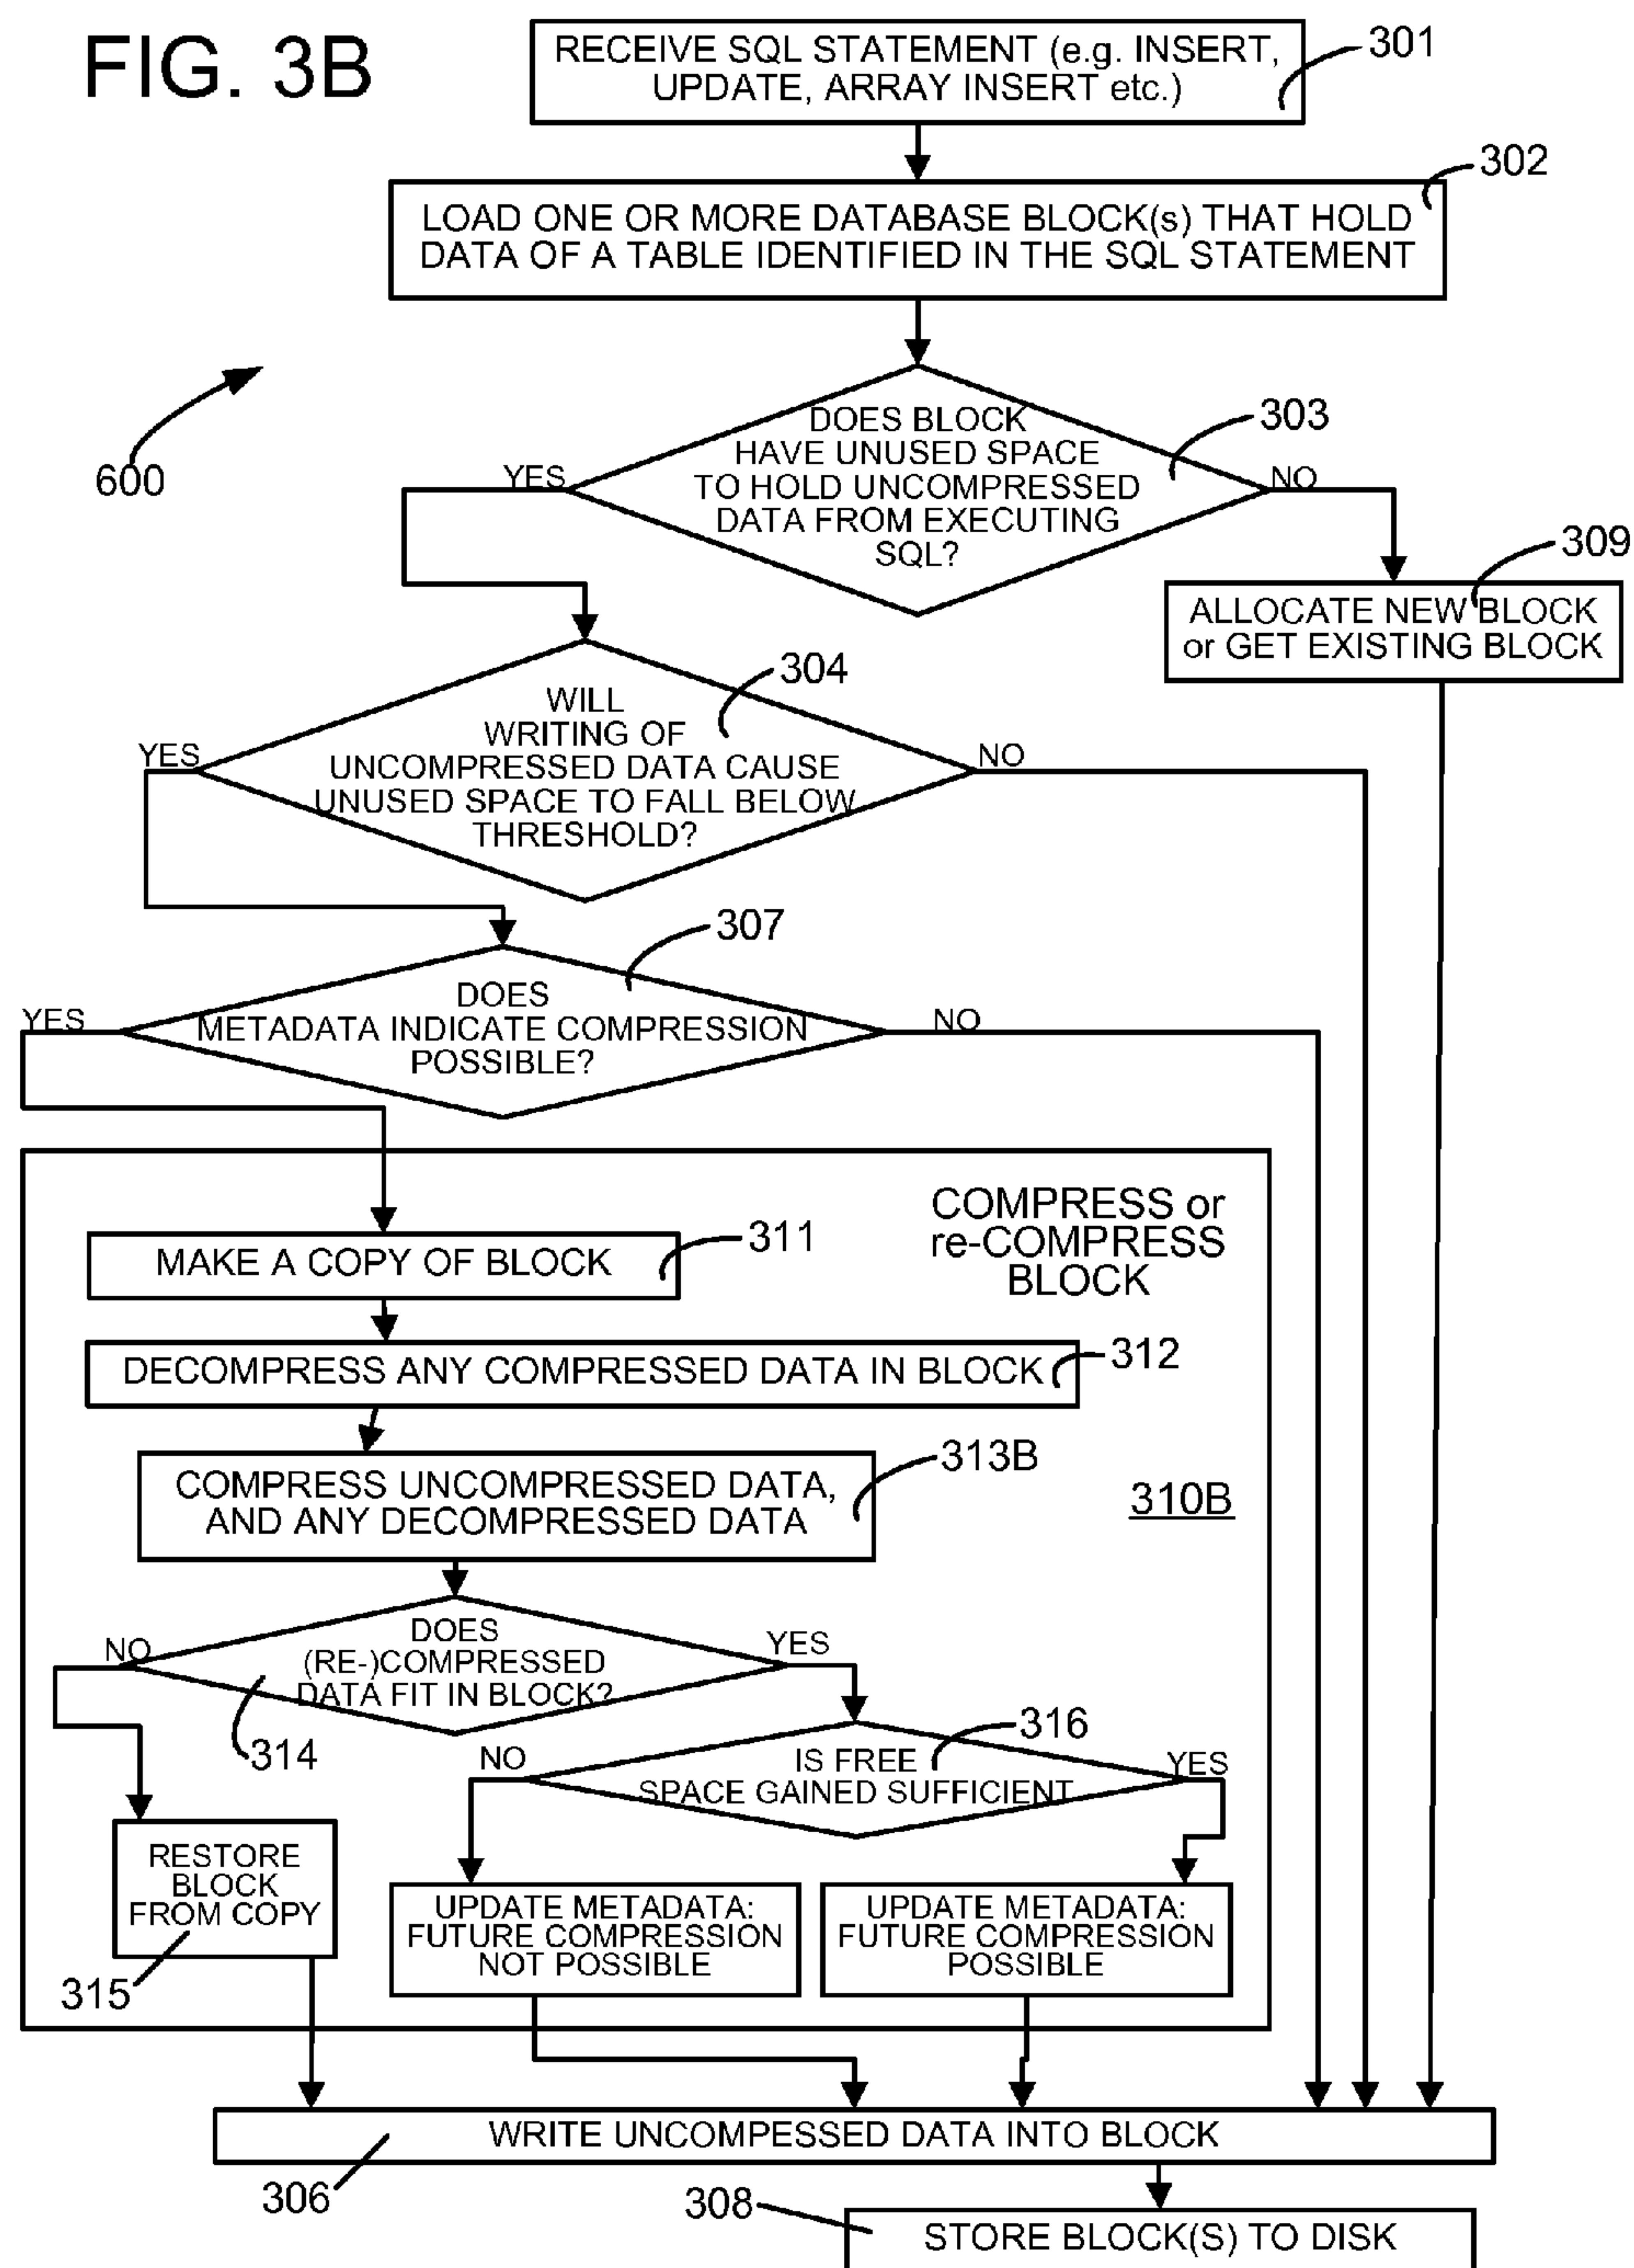 FIG. 3B
RECEIVE SQL STATEMENT (e.g. INSERT,
UPDATE, ARRAY INSERT etc.)
301
302
LOAD ONE OR MORE DATABASE BLOCK(s) THAT HOLD
DATA OF A TABLE IDENTIFIED IN THE SQL STATEMENT
600
DOES BLOCK
HAVE UNUSED SPACE
TO HOLD UNCOMPRESSED
DATA FROM EXECUTING
SQL?
303
YES
NO
309
ALLOCATE NEW BLOCK
or GET EXISTING BLOCK
304
WILL
WRITING OF
UNCOMPRESSED DATA CAUSE
UNUSED SPACE TO FALL BELOW
THRESHOLD?
YES
NO
307
DOES
METADATA INDICATE COMPRESSION
POSSIBLE?
YES
NO
COMPRESS or
re-COMPRESS
BLOCK
MAKE A COPY OF BLOCK
311
DECOMPRESS ANY COMPRESSED DATA IN BLOCK
312
COMPRESS UNCOMPRESSED DATA,
AND ANY DECOMPRESSED DATA
313B
310B
DOES
(RE-)COMPRESSED
DATA FIT IN BLOCK?
NO
YES
314
316
IS FREE
SPACE GAINED SUFFICIENT
NO
YES
RESTORE
BLOCK
FROM COPY
315
UPDATE METADATA:
FUTURE COMPRESSION
NOT POSSIBLE
UPDATE METADATA:
FUTURE COMPRESSION
POSSIBLE
WRITE UNCOMPESSED DATA INTO BLOCK
306
308
STORE BLOCK(S) TO DISK